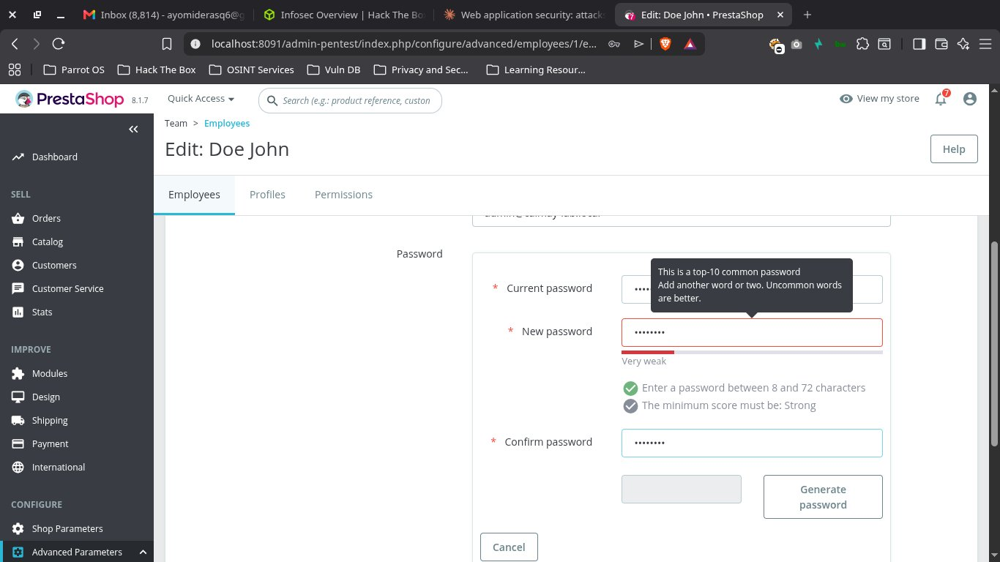 Inbox (8,814) - ayomiderasq6@g
Infosec Overview | Hack The Bo
Web application security: attack
Edit: Doe John • PrestaShop
localhost:8091/admin-pentest/index.php/configure/advanced/employees/1/e...
Parrot OS
Hack The Box
OSINT Services
Vuln DB
Privacy and Sec...
Learning Resour...
PrestaShop
8.1.7
Quick Access
Search (e.g.: product reference, custon
View my store
7
Team > Employees
Edit: Doe John
Help
Employees
Profiles
Permissions
Dashboard
SELL
Orders
Catalog
Customers
Customer Service
Stats
IMPROVE
Modules
Design
Shipping
Payment
International
CONFIGURE
Shop Parameters
Advanced Parameters
Password
* Current password
This is a top-10 common password
Add another word or two. Uncommon words
are better.
* New password
••••••••
Very weak
Enter a password between 8 and 72 characters
The minimum score must be: Strong
* Confirm password
••••••••
Generate
password
Cancel